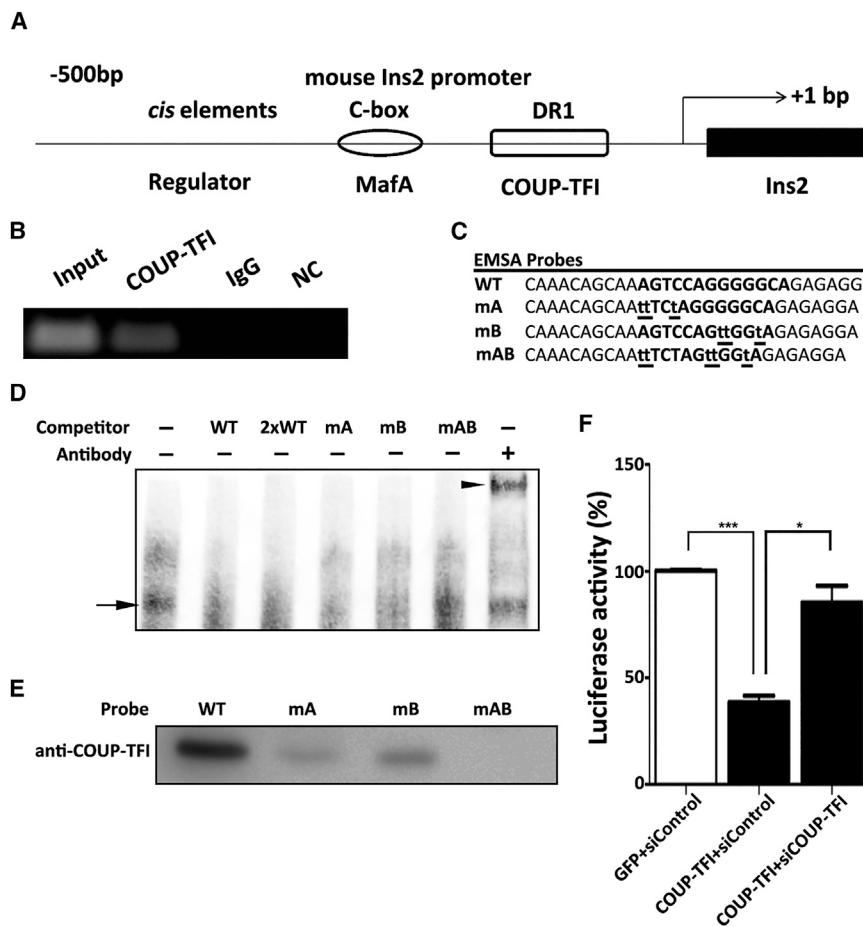 A
-500bp
mouse Ins2 promoter
+1 bp
cis elements C-box DR1
Regulator MafA COUP-TFI Ins2
B
Input COUP-TFI IgG NC
C
EMSA Probes
WT CAAACAGCAAAGTCCAGGGGGCAGAGAGG
mA CAAACAGCAAttTCtAGGGGGCAGAGAGGA
mB CAAACAGCAAAGTCCAGttGGtAGAGAGGA
mAB CAAACAGCAAttTCTAGttGGtAGAGAGGA
D
Competitor – WT 2xWT mA mB mAB –
Antibody – – – – – – +
E
Probe WT mA mB mAB
anti-COUP-TFI
F
Luciferase activity (%)
150
100
50
0
*** *
GFP+siControl
COUP-TFI+siControl
COUP-TFI+siCOUP-TFI